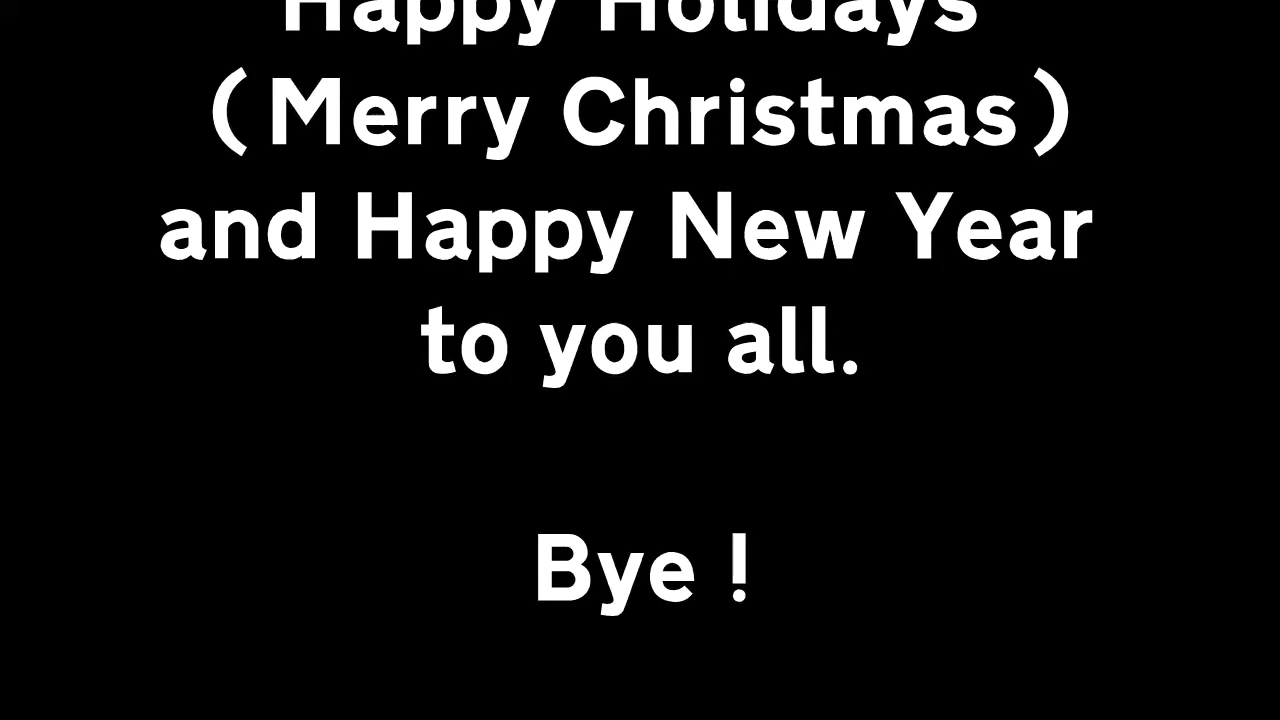 Happy Holidays
(Merry Christmas)
and Happy New Year
to you all.
Bye !